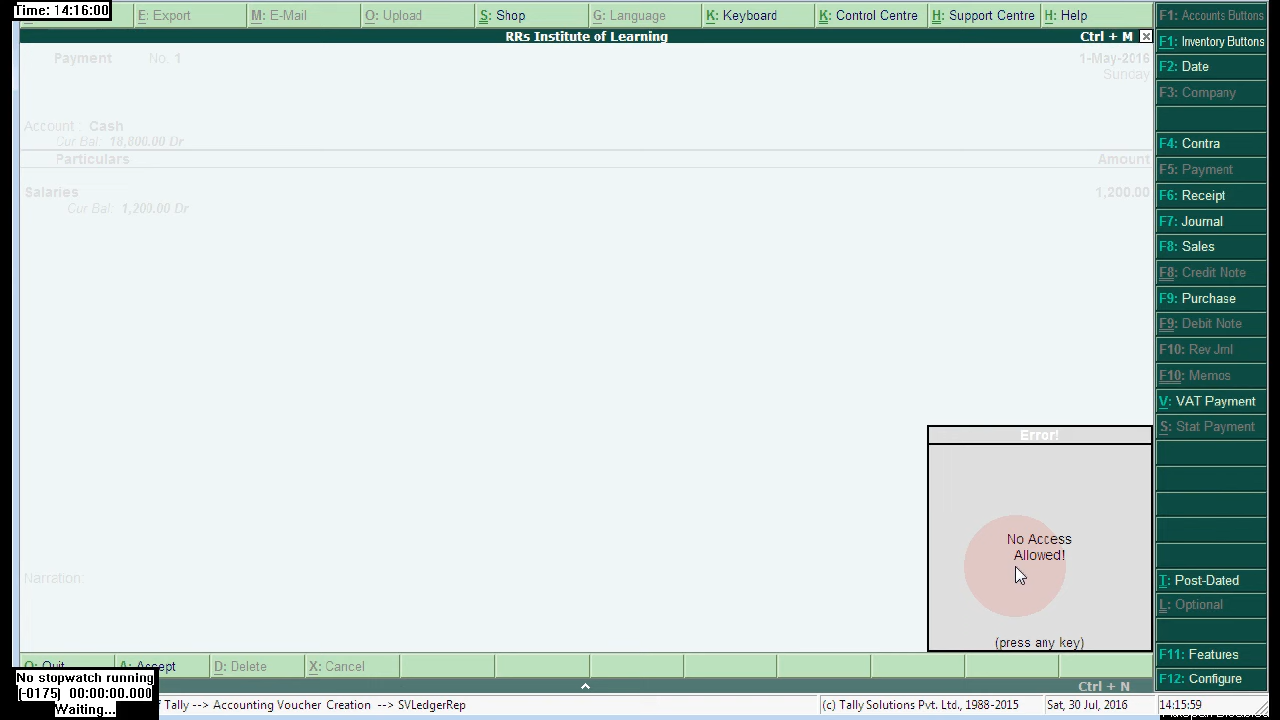 Time: 14:16:00
E: Export
M: E-Mail
O: Upload
S: Shop
G: Language
K: Keyboard
K: Control Centre
H: Support Centre
H: Help
F1: Accounts Buttons
RRs Institute of Learning
Ctrl + M
F1: Inventory Buttons
Payment No. 1
1-May-2016
Sunday
F2: Date
F3: Company
Account : Cash
Cur Bal: 18,800.00 Dr
F4: Contra
Particulars
Amount
F5: Payment
Salaries
1,200.00
Cur Bal: 1,200.00 Dr
F6: Receipt
F7: Journal
F8: Sales
F8: Credit Note
F9: Purchase
F9: Debit Note
F10: Rev Jrnl
F10: Memos
V: VAT Payment
S: Stat Payment
Error!
No Access
Allowed!
(press any key)
Narration:
T: Post-Dated
L: Optional
F11: Features
F12: Configure
Q: Quit
A: Accept
D: Delete
X: Cancel
Ctrl + N
No stopwatch running
[-0175] 00:00:00.000
Waiting...
f Tally --> Accounting Voucher Creation --> SVLedgerRep
(c) Tally Solutions Pvt. Ltd., 1988-2015
Sat, 30 Jul, 2016
14:15:59